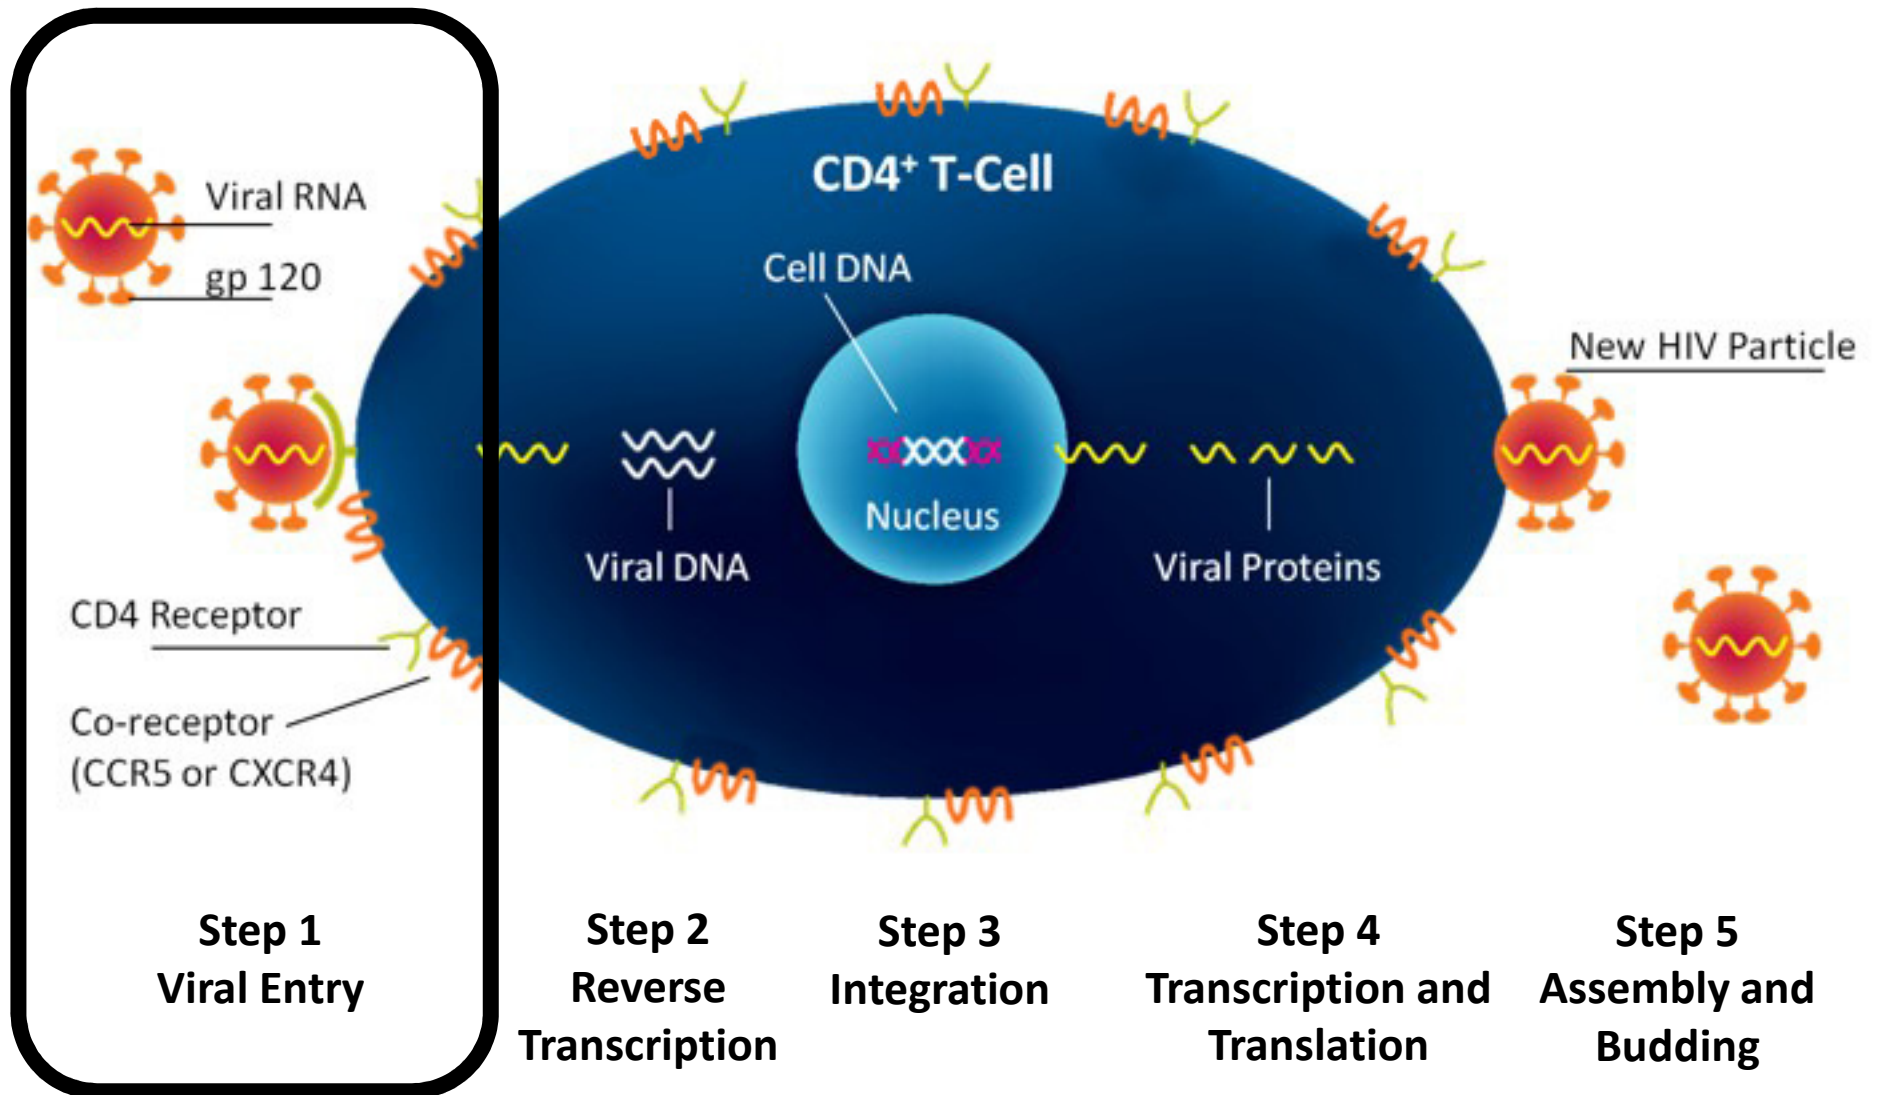 CD4⁺ T-Cell
Viral RNA
gp 120
Cell DNA
New HIV Particle
Nucleus
Viral DNA
Viral Proteins
CD4 Receptor
Co-receptor
(CCR5 or CXCR4)
Step 1
Viral Entry
Step 2
Reverse
Transcription
Step 3
Integration
Step 4
Transcription and
Translation
Step 5
Assembly and
Budding